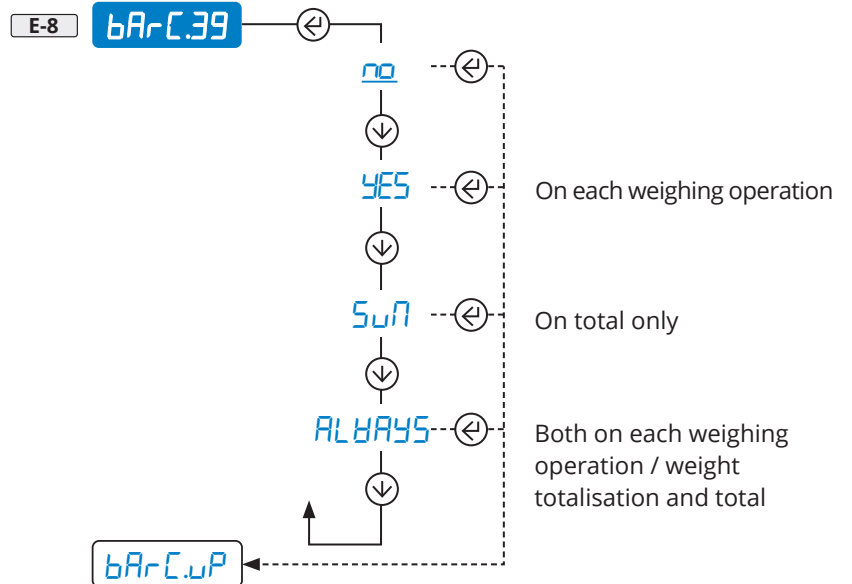 E-8 bArC.39
no
YES On each weighing operation
SuM On total only
ALWAYS Both on each weighing
operation / weight
totalisation and total
bArC.uP